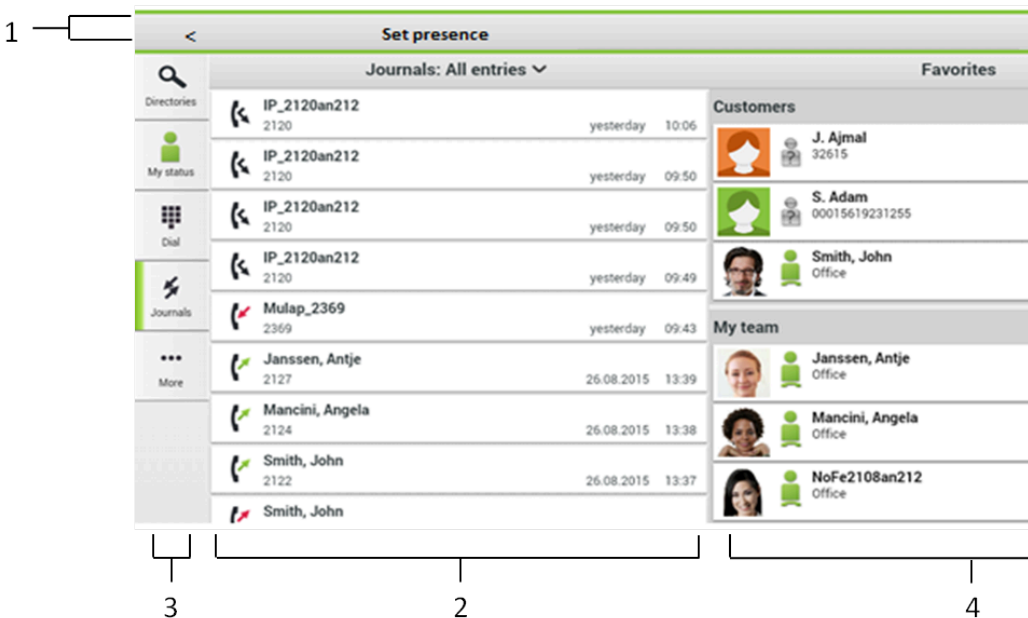 1
< Set presence
Journals: All entries
Favorites
Directories
My status
Dial
Journals
More
IP_2120an212
2120 yesterday 10:06
IP_2120an212
2120 yesterday 09:50
IP_2120an212
2120 yesterday 09:50
IP_2120an212
2120 yesterday 09:49
Mulap_2369
2369 yesterday 09:43
Janssen, Antje
2127 26.08.2015 13:39
Mancini, Angela
2124 26.08.2015 13:38
Smith, John
2122 26.08.2015 13:37
Smith, John
Customers
J. Ajmal
32615
S. Adam
00015619231255
Smith, John
Office
My team
Janssen, Antje
Office
Mancini, Angela
Office
NoFe2108an212
Office
3
2
4